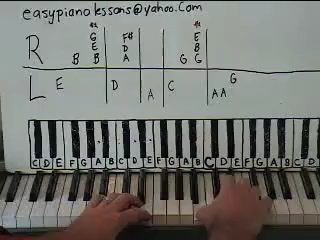 easypianolessons@yahoo.com
** **
G F# E
R E D B
B B A G G
L E D A C AA G
C D E F G A B C D E F G A B C D E F G A B C D